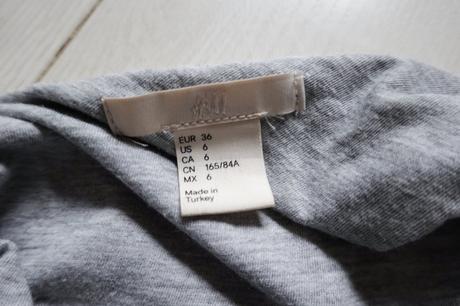 H&M
EUR 36
US 6
CA 6
CN 165/84A
MX 6
Made in
Turkey